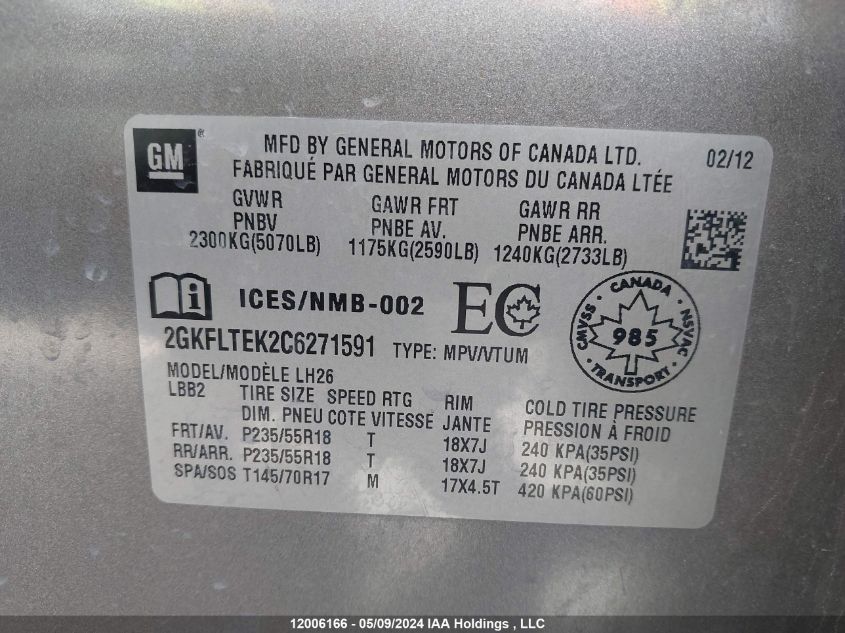 GM®
MFD BY GENERAL MOTORS OF CANADA LTD.
02/12
FABRIQUÉ PAR GENERAL MOTORS DU CANADA LTÉE
GVWR GAWR FRT GAWR RR
PNBV PNBE AV. PNBE ARR.
2300KG(5070LB) 1175KG(2590LB) 1240KG(2733LB)
i ICES/NMB-002 EC
CANADA
CMVSS NSVAC
985
TRANSPORT
2GKFLTEK2C6271591 TYPE: MPV/VTUM
MODEL/MODÈLE LH26
LBB2 TIRE SIZE SPEED RTG RIM COLD TIRE PRESSURE
DIM. PNEU COTE VITESSE JANTE PRESSION À FROID
FRT/AV. P235/55R18 T 18X7J 240 KPA(35PSI)
RR/ARR. P235/55R18 T 18X7J 240 KPA(35PSI)
SPA/SOS T145/70R17 M 17X4.5T 420 KPA(60PSI)
12006166 - 05/09/2024 IAA Holdings , LLC